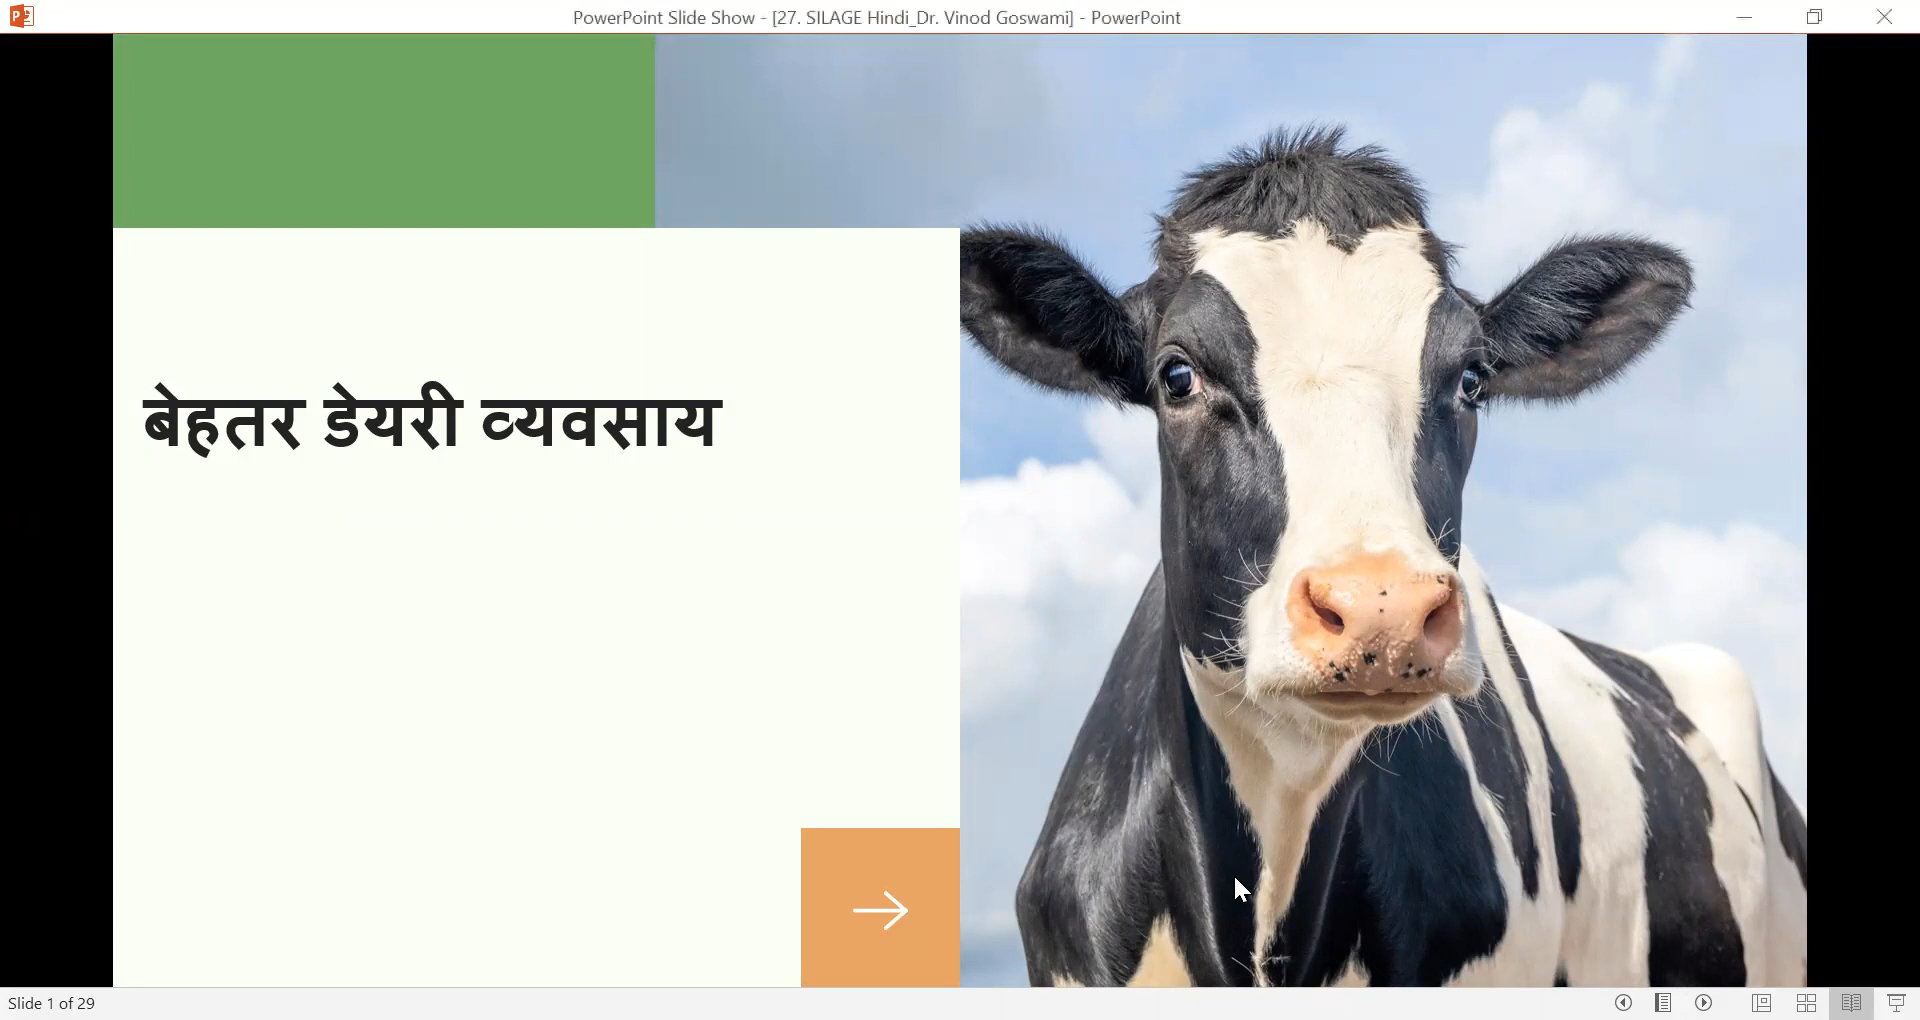 PowerPoint Slide Show - [27. SILAGE Hindi_Dr. Vinod Goswami] - PowerPoint
बेहतर डेयरी व्यवसाय
Slide 1 of 29